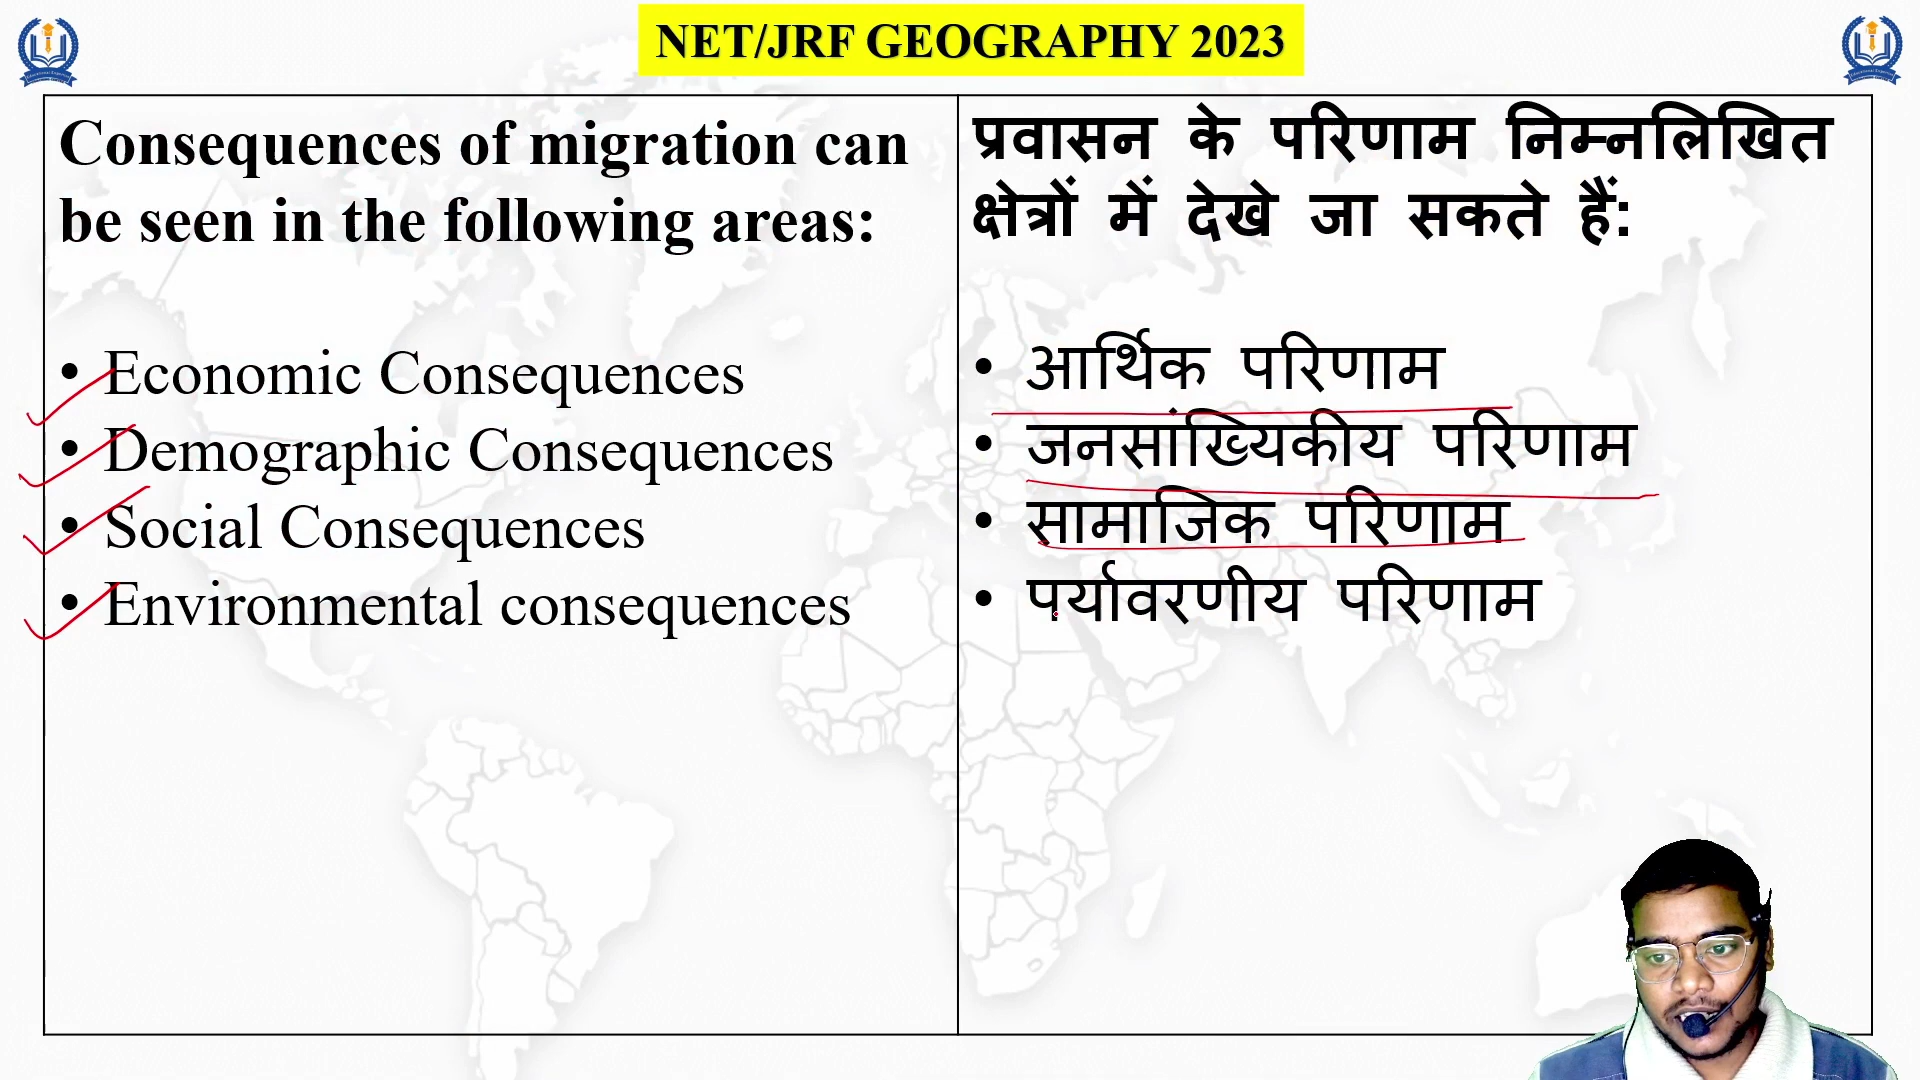 NET/JRF GEOGRAPHY 2023
Consequences of migration can
be seen in the following areas:
• Economic Consequences
• Demographic Consequences
• Social Consequences
• Environmental consequences
प्रवासन के परिणाम निम्नलिखित
क्षेत्रों में देखे जा सकते हैं:
• आर्थिक परिणाम
• जनसांख्यिकीय परिणाम
• सामाजिक परिणाम
• पर्यावरणीय परिणाम